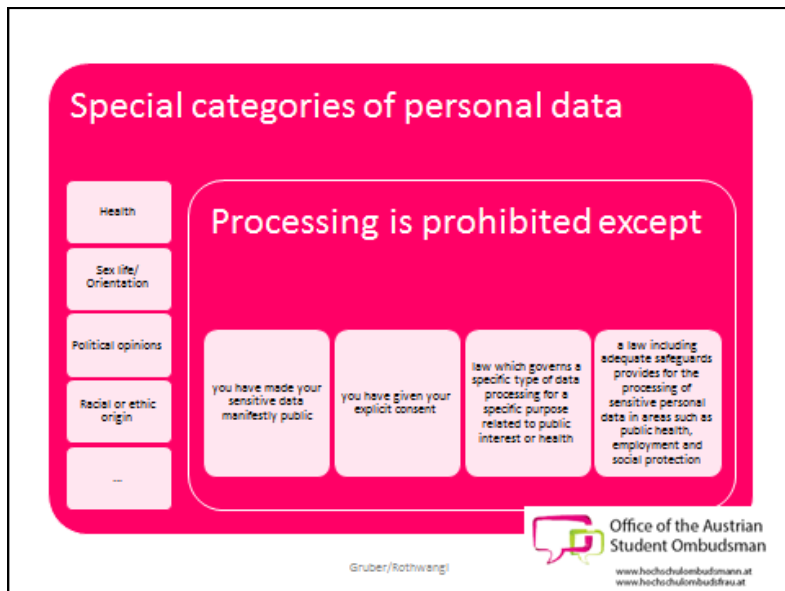 Special categories of personal data
Health
Sex life/
Orientation
Political opinions
Racial or ethic
origin
...
Processing is prohibited except
you have made your
sensitive data
manifestly public
you have given your
explicit consent
law which governs a
specific type of data
processing for a
specific purpose
related to public
interest or health
a law including
adequate safeguards
provides for the
processing of
sensitive personal
data in areas such as
public health,
employment and
social protection
Gruber/Rothwangl
Office of the Austrian
Student Ombudsman
www.hochschulombudsmann.at
www.hochschulombudsfrau.at